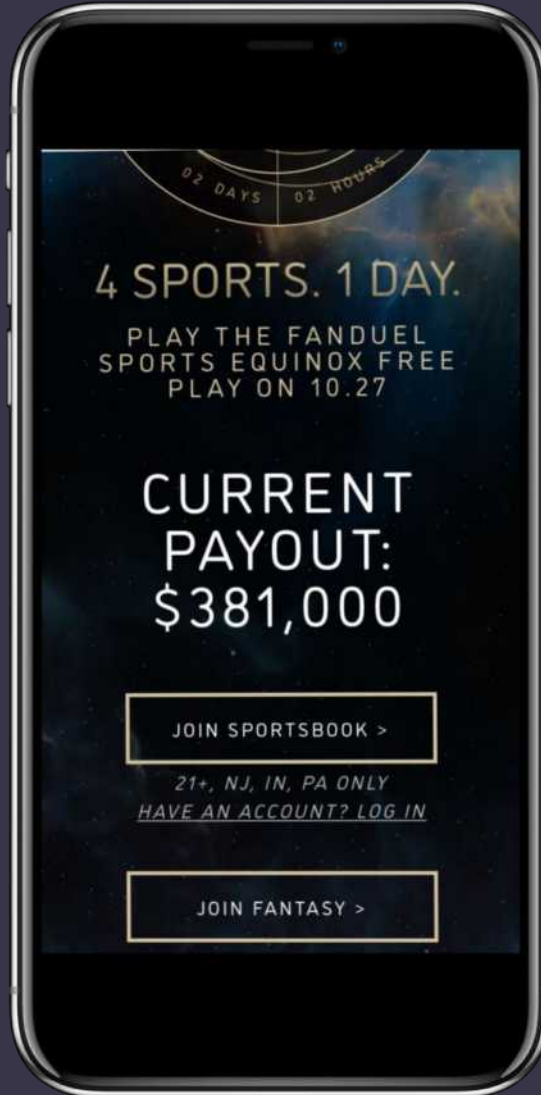 02 DAYS 02 HOURS
4 SPORTS. 1 DAY.
PLAY THE FANDUEL
SPORTS EQUINOX FREE
PLAY ON 10.27
CURRENT
PAYOUT:
$381,000
JOIN SPORTSBOOK >
21+, NJ, IN, PA ONLY
HAVE AN ACCOUNT? LOG IN
JOIN FANTASY >